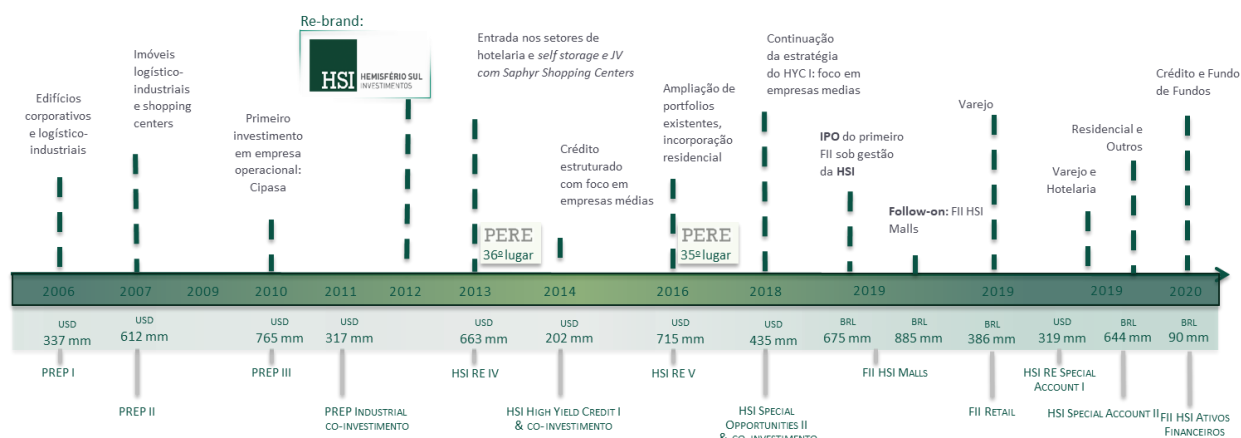 Re-brand:
HSI HEMISFÉRIO SUL
INVESTIMENTOS
Edifícios
corporativos
e logístico-
industriais
Imóveis
logístico-
industriais
e shopping
centers
Primeiro
investimento
em empresa
operacional:
Cipasa
Entrada nos setores de
hotelaria e self storage e JV
com Saphyr Shopping Centers
Crédito
estruturado
com foco em
empresas médias
Ampliação de
portfolios
existentes,
incorporação
residencial
Continuação
da estratégia
do HYC I: foco em
empresas medias
IPO do primeiro
FII sob gestão
da HSI
Follow-on: FII HSI
Malls
Varejo
Varejo e
Hotelaria
Residencial e
Outros
Crédito e Fundo
de Fundos
PERE
36º lugar
PERE
35º lugar
2006 2007 2009 2010 2011 2012 2013 2014 2016 2018 2019 2019 2019 2020
USD USD USD USD USD USD USD USD BRL BRL BRL USD BRL BRL
337 mm 612 mm 765 mm 317 mm 663 mm 202 mm 715 mm 435 mm 675 mm 885 mm 386 mm 319 mm 644 mm 90 mm
PREP I
PREP II
PREP III
PREP INDUSTRIAL
CO-INVESTIMENTO
HSI RE IV
HSI HIGH YIELD CREDIT I
& CO-INVESTIMENTO
HSI RE V
HSI SPECIAL
OPPORTUNITIES II
& CO-INVESTIMENTO
FII HSI MALLS
FII RETAIL
HSI RE SPECIAL
ACCOUNT I
HSI SPECIAL ACCOUNT II
FII HSI ATIVOS
FINANCEIROS